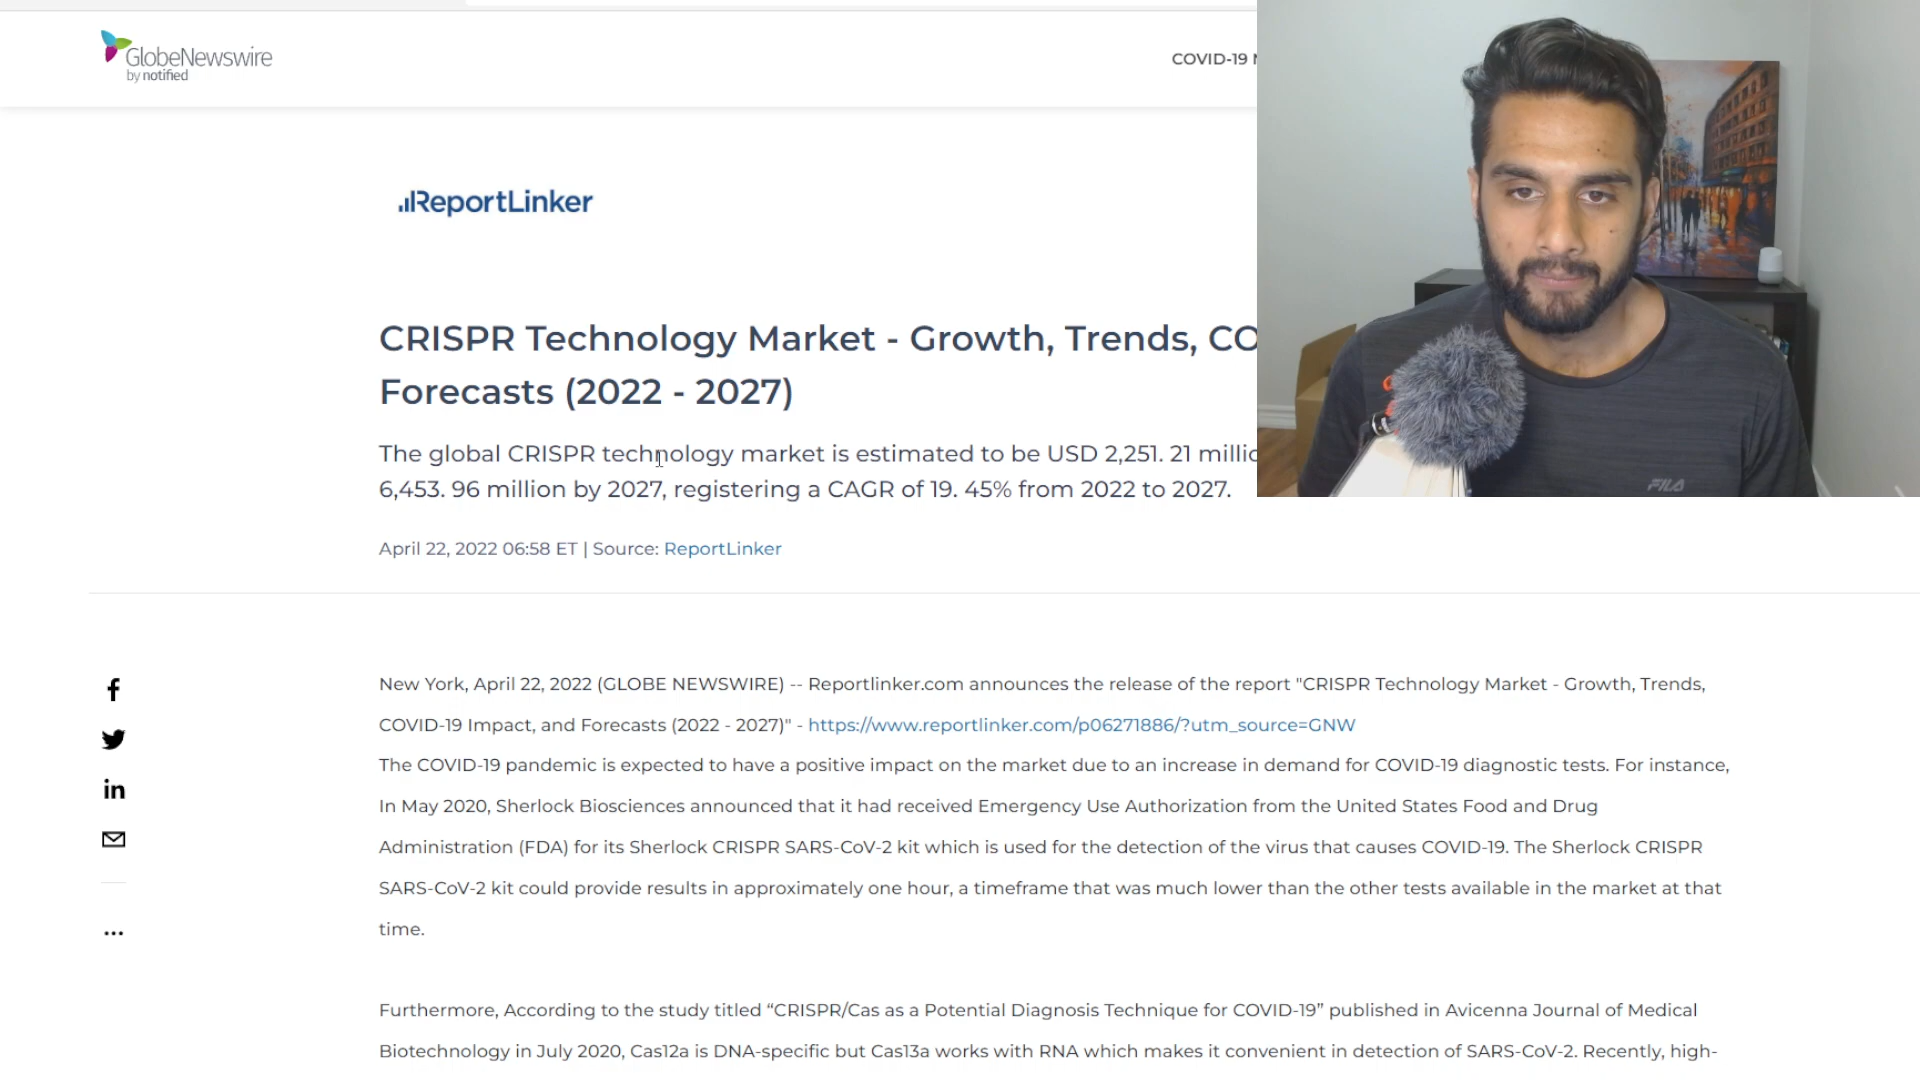 GlobeNewswire
by notified
COVID-19
ReportLinker
CRISPR Technology Market - Growth, Trends, CO
Forecasts (2022 - 2027)
The global CRISPR technology market is estimated to be USD 2,251. 21 millio
6,453. 96 million by 2027, registering a CAGR of 19. 45% from 2022 to 2027.
April 22, 2022 06:58 ET | Source: ReportLinker
New York, April 22, 2022 (GLOBE NEWSWIRE) -- Reportlinker.com announces the release of the report "CRISPR Technology Market - Growth, Trends,
COVID-19 Impact, and Forecasts (2022 - 2027)" - https://www.reportlinker.com/p06271886/?utm_source=GNW
The COVID-19 pandemic is expected to have a positive impact on the market due to an increase in demand for COVID-19 diagnostic tests. For instance,
In May 2020, Sherlock Biosciences announced that it had received Emergency Use Authorization from the United States Food and Drug
Administration (FDA) for its Sherlock CRISPR SARS-CoV-2 kit which is used for the detection of the virus that causes COVID-19. The Sherlock CRISPR
SARS-CoV-2 kit could provide results in approximately one hour, a timeframe that was much lower than the other tests available in the market at that
time.
Furthermore, According to the study titled “CRISPR/Cas as a Potential Diagnosis Technique for COVID-19” published in Avicenna Journal of Medical
Biotechnology in July 2020, Cas12a is DNA-specific but Cas13a works with RNA which makes it convenient in detection of SARS-CoV-2. Recently, high-
FILA